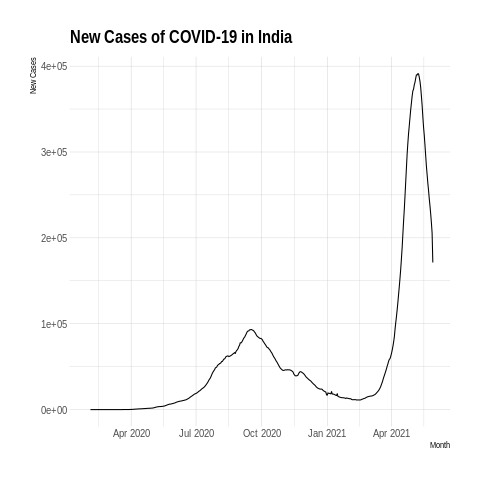 New Cases of COVID-19 in India
New Cases
4e+05
3e+05
2e+05
1e+05
0e+00
Apr 2020 Jul 2020 Oct 2020 Jan 2021 Apr 2021
Month